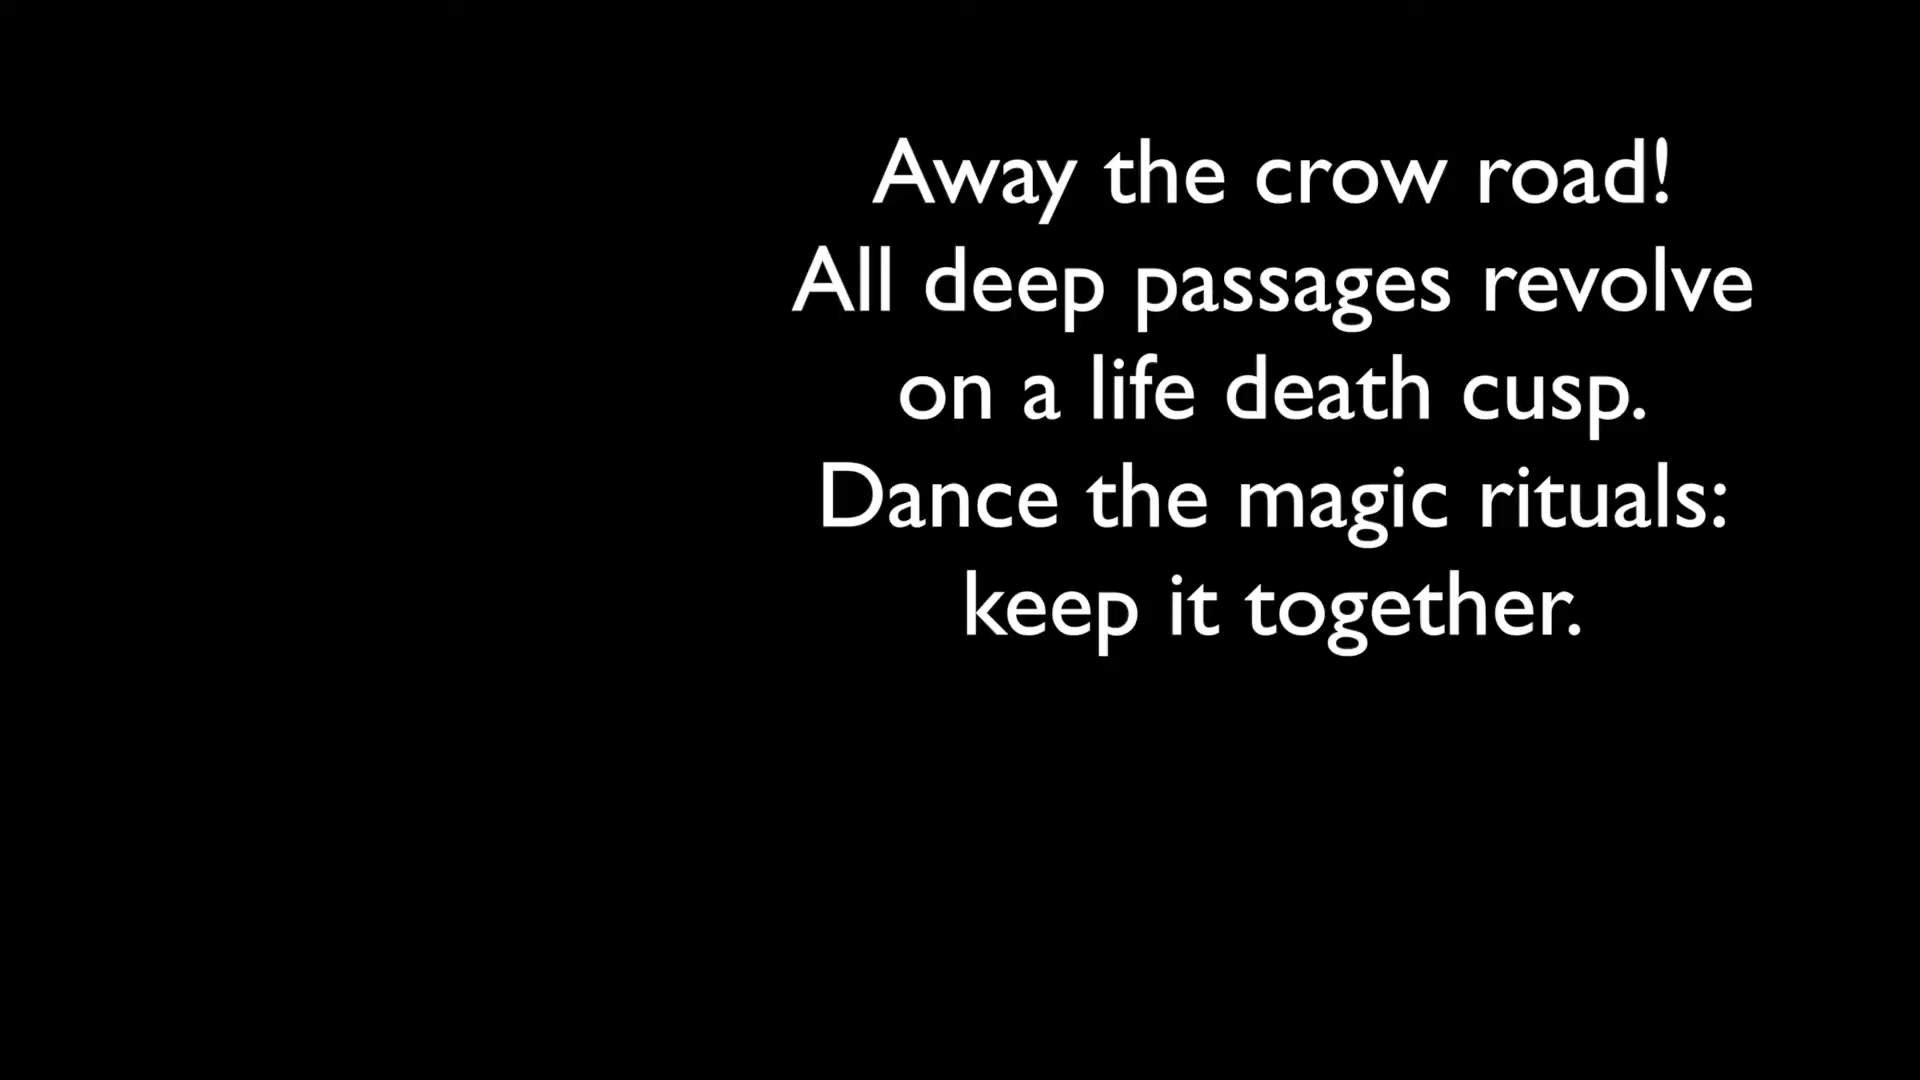 Away the crow road!
All deep passages revolve
on a life death cusp.
Dance the magic rituals:
keep it together.